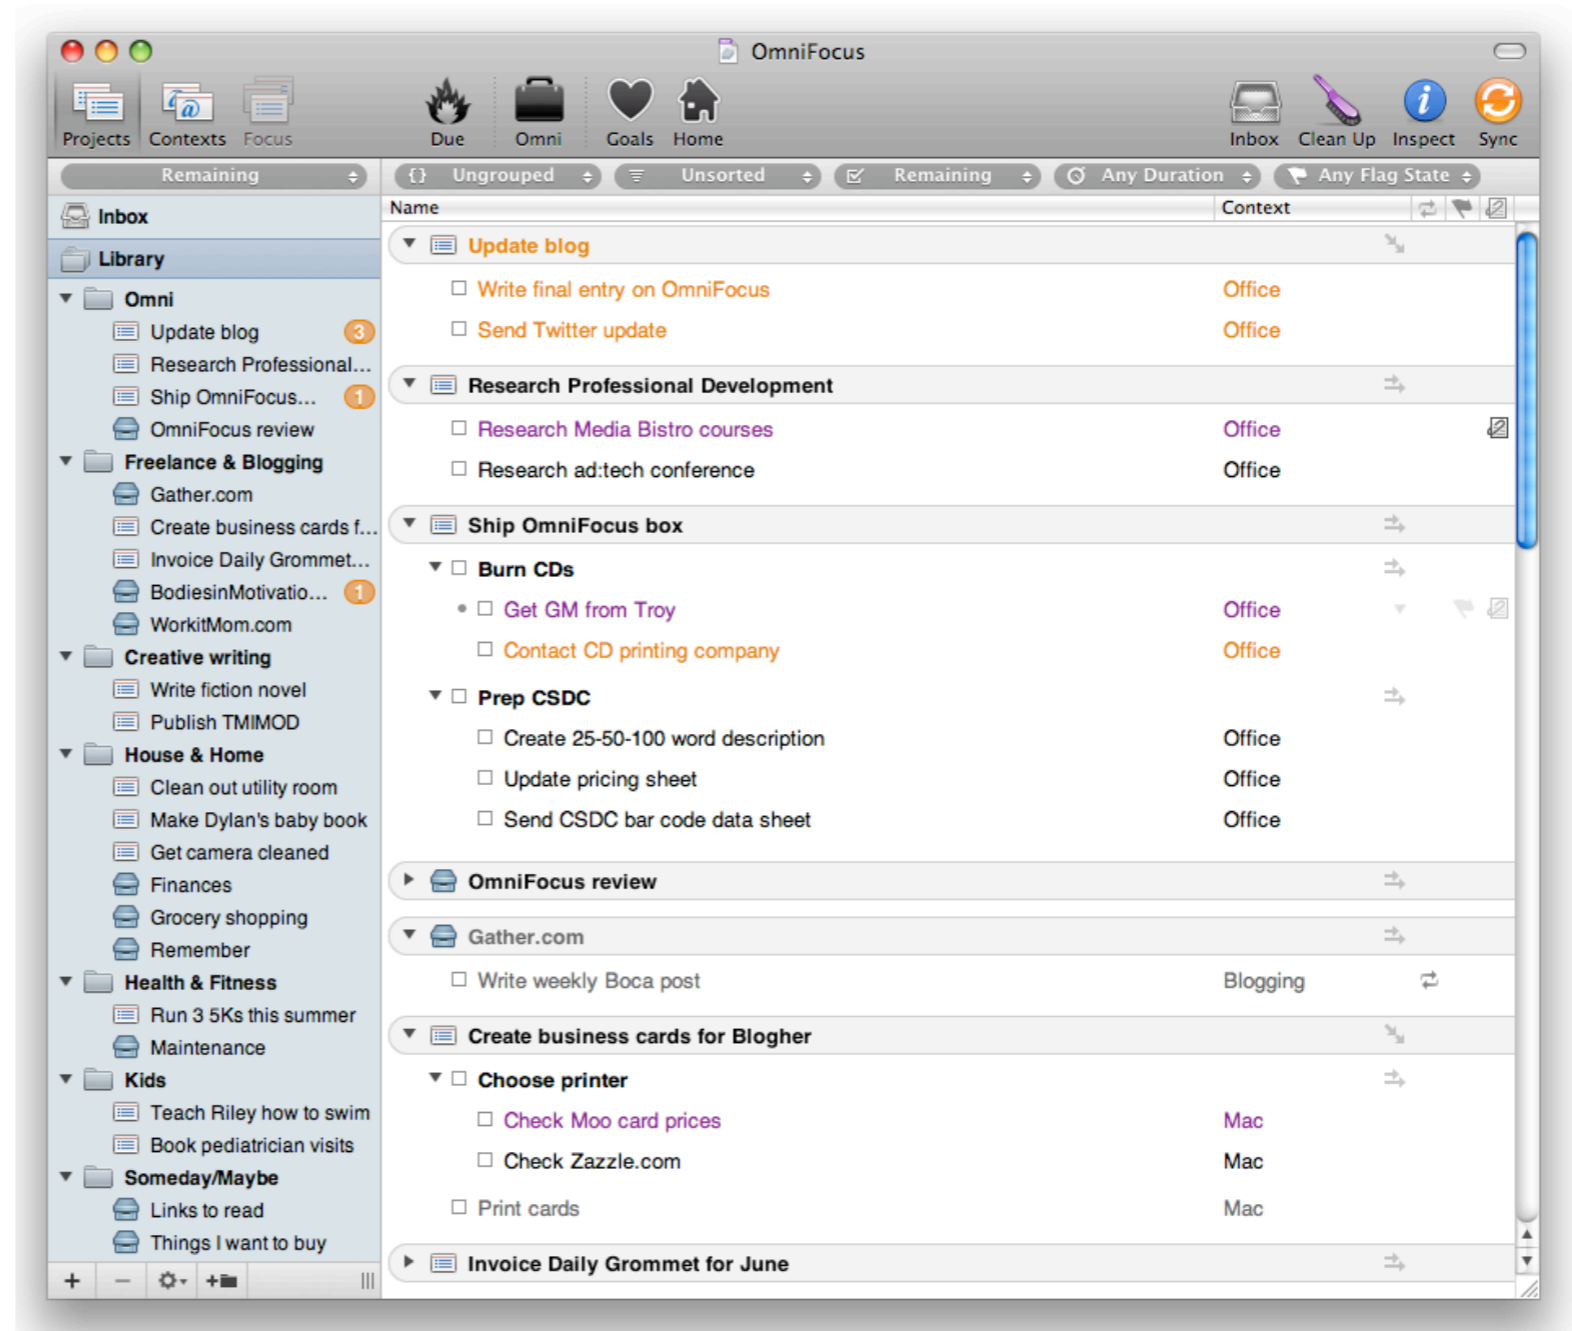 OmniFocus
Projects Contexts Focus Due Omni Goals Home Inbox Clean Up Inspect Sync
Remaining {} Ungrouped Unsorted Remaining Any Duration Any Flag State
Name Context
Inbox
Library
Omni
Update blog 3
Research Professional...
Ship OmniFocus... 1
OmniFocus review
Freelance & Blogging
Gather.com
Create business cards f...
Invoice Daily Grommet...
BodiesinMotivatio... 1
WorkitMom.com
Creative writing
Write fiction novel
Publish TMIMOD
House & Home
Clean out utility room
Make Dylan's baby book
Get camera cleaned
Finances
Grocery shopping
Remember
Health & Fitness
Run 3 5Ks this summer
Maintenance
Kids
Teach Riley how to swim
Book pediatrician visits
Someday/Maybe
Links to read
Things I want to buy
Update blog
Write final entry on OmniFocus Office
Send Twitter update Office
Research Professional Development
Research Media Bistro courses Office
Research ad:tech conference Office
Ship OmniFocus box
Burn CDs
Get GM from Troy Office
Contact CD printing company Office
Prep CSDC
Create 25-50-100 word description Office
Update pricing sheet Office
Send CSDC bar code data sheet Office
OmniFocus review
Gather.com
Write weekly Boca post Blogging
Create business cards for Blogher
Choose printer
Check Moo card prices Mac
Check Zazzle.com Mac
Print cards Mac
Invoice Daily Grommet for June